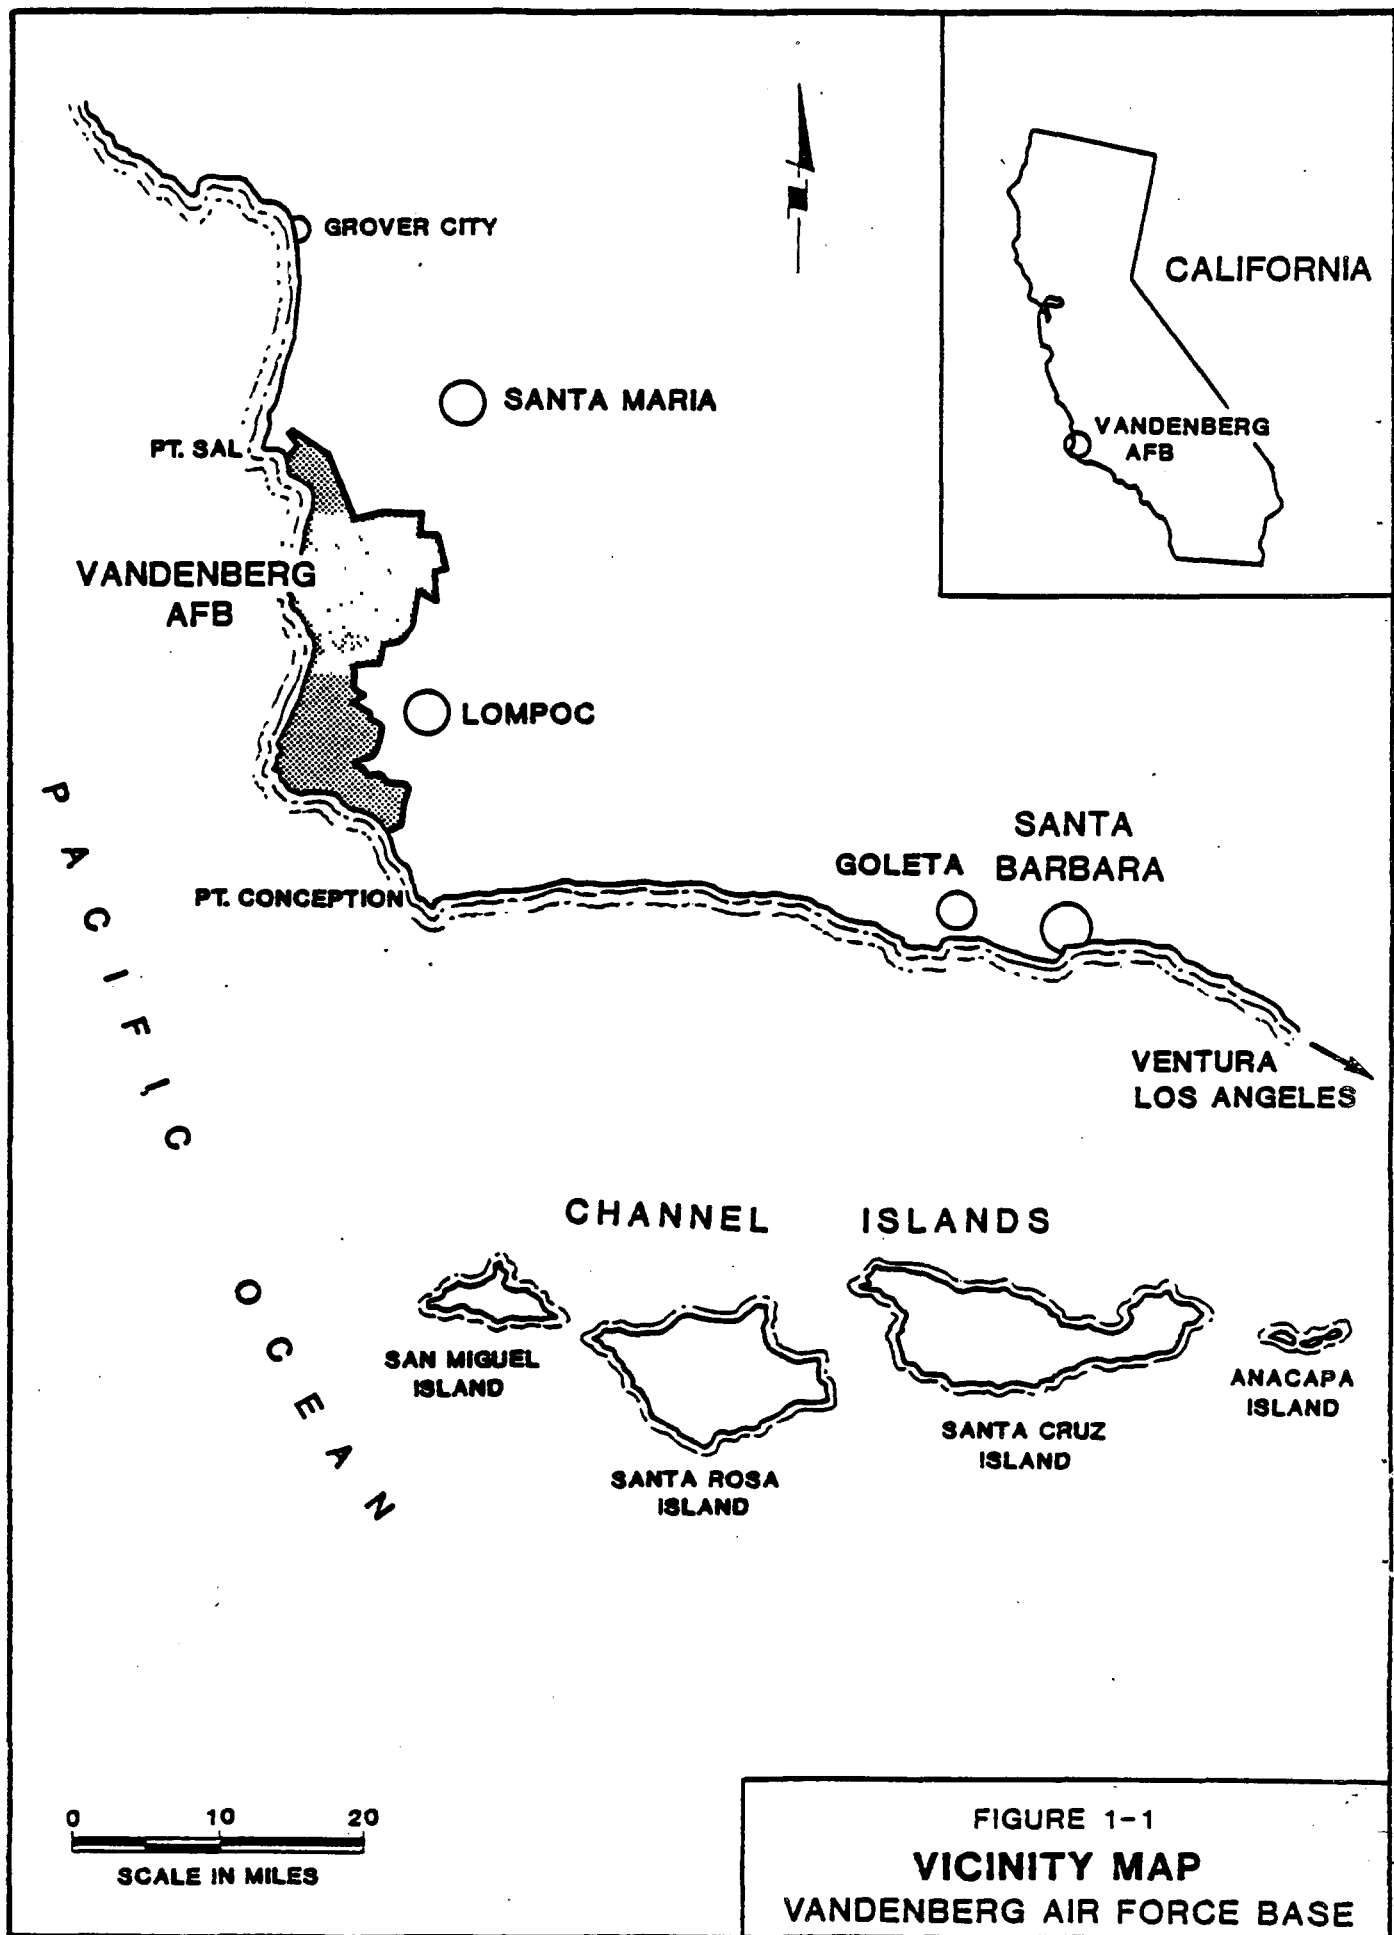 GROVER CITY
CALIFORNIA
SANTA MARIA
VANDENBERG
AFB
PT. SAL
VANDENBERG
AFB
LOMPOC
PACIFIC
OCEAN
SANTA
BARBARA
GOLETA
PT. CONCEPTION
VENTURA
LOS ANGELES
CHANNEL ISLANDS
SAN MIGUEL
ISLAND
SANTA ROSA
ISLAND
SANTA CRUZ
ISLAND
ANACAPA
ISLAND
0 10 20
SCALE IN MILES
FIGURE 1-1
VICINITY MAP
VANDENBERG AIR FORCE BASE